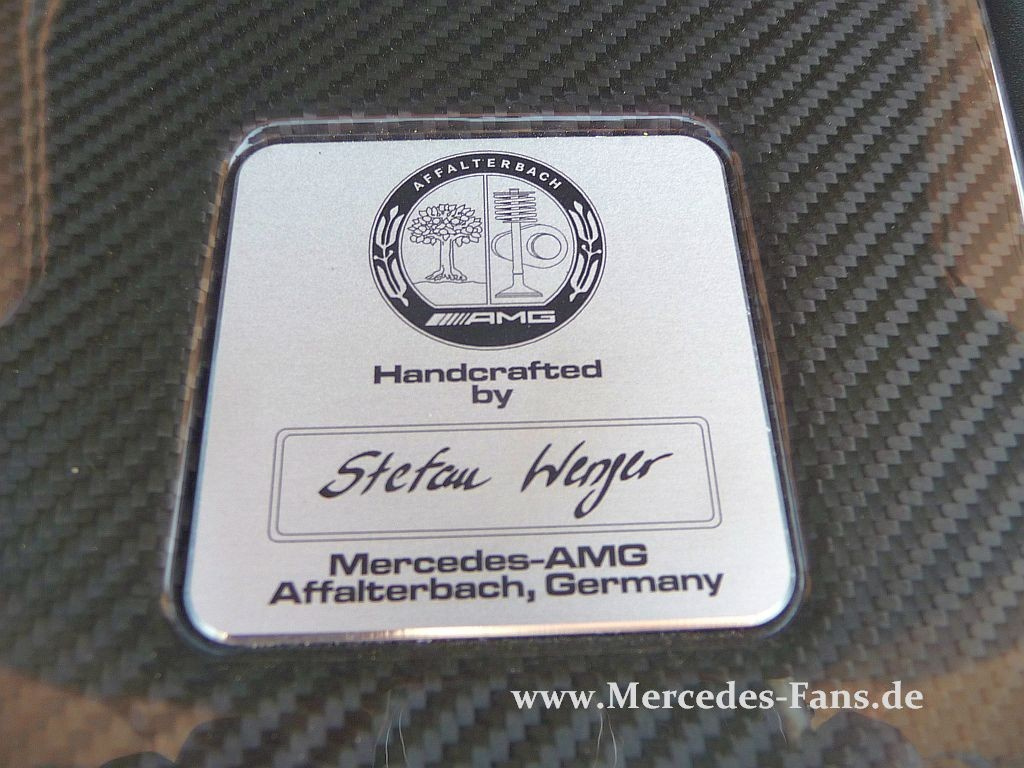 AFFALTERBACH
AMG
Handcrafted
by
Stefan Wenger
Mercedes-AMG
Affalterbach, Germany
www.Mercedes-Fans.de